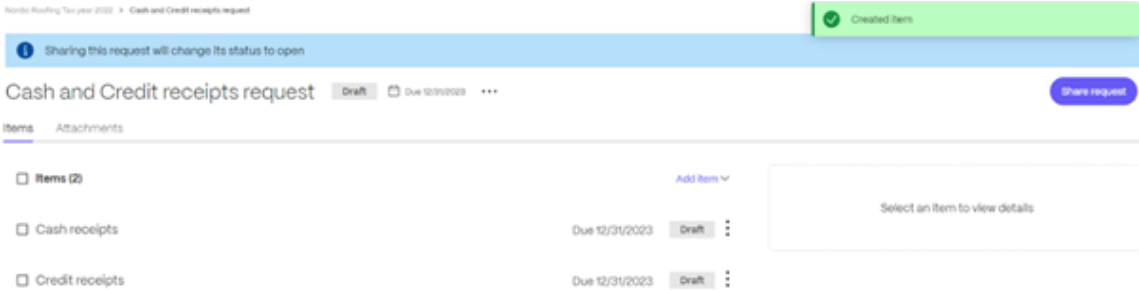 Nordic Roofing Tax year 2022 > Cash and Credit receipts request
Created item
Sharing this request will change its status to open
Cash and Credit receipts request Draft Due 12/31/2023 •••
Share request
Items Attachments
Items (2) Add item
Select an item to view details
Cash receipts Due 12/31/2023 Draft
Credit receipts Due 12/31/2023 Draft